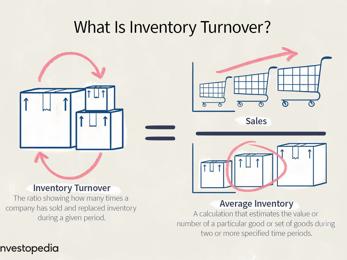 What Is Inventory Turnover?
Sales
Inventory Turnover
The ratio showing how many times a
company has sold and replaced inventory
during a given period.
Average Inventory
A calculation that estimates the value or
number of a particular good or set of goods during
two or more specified time periods.
nvestopedia